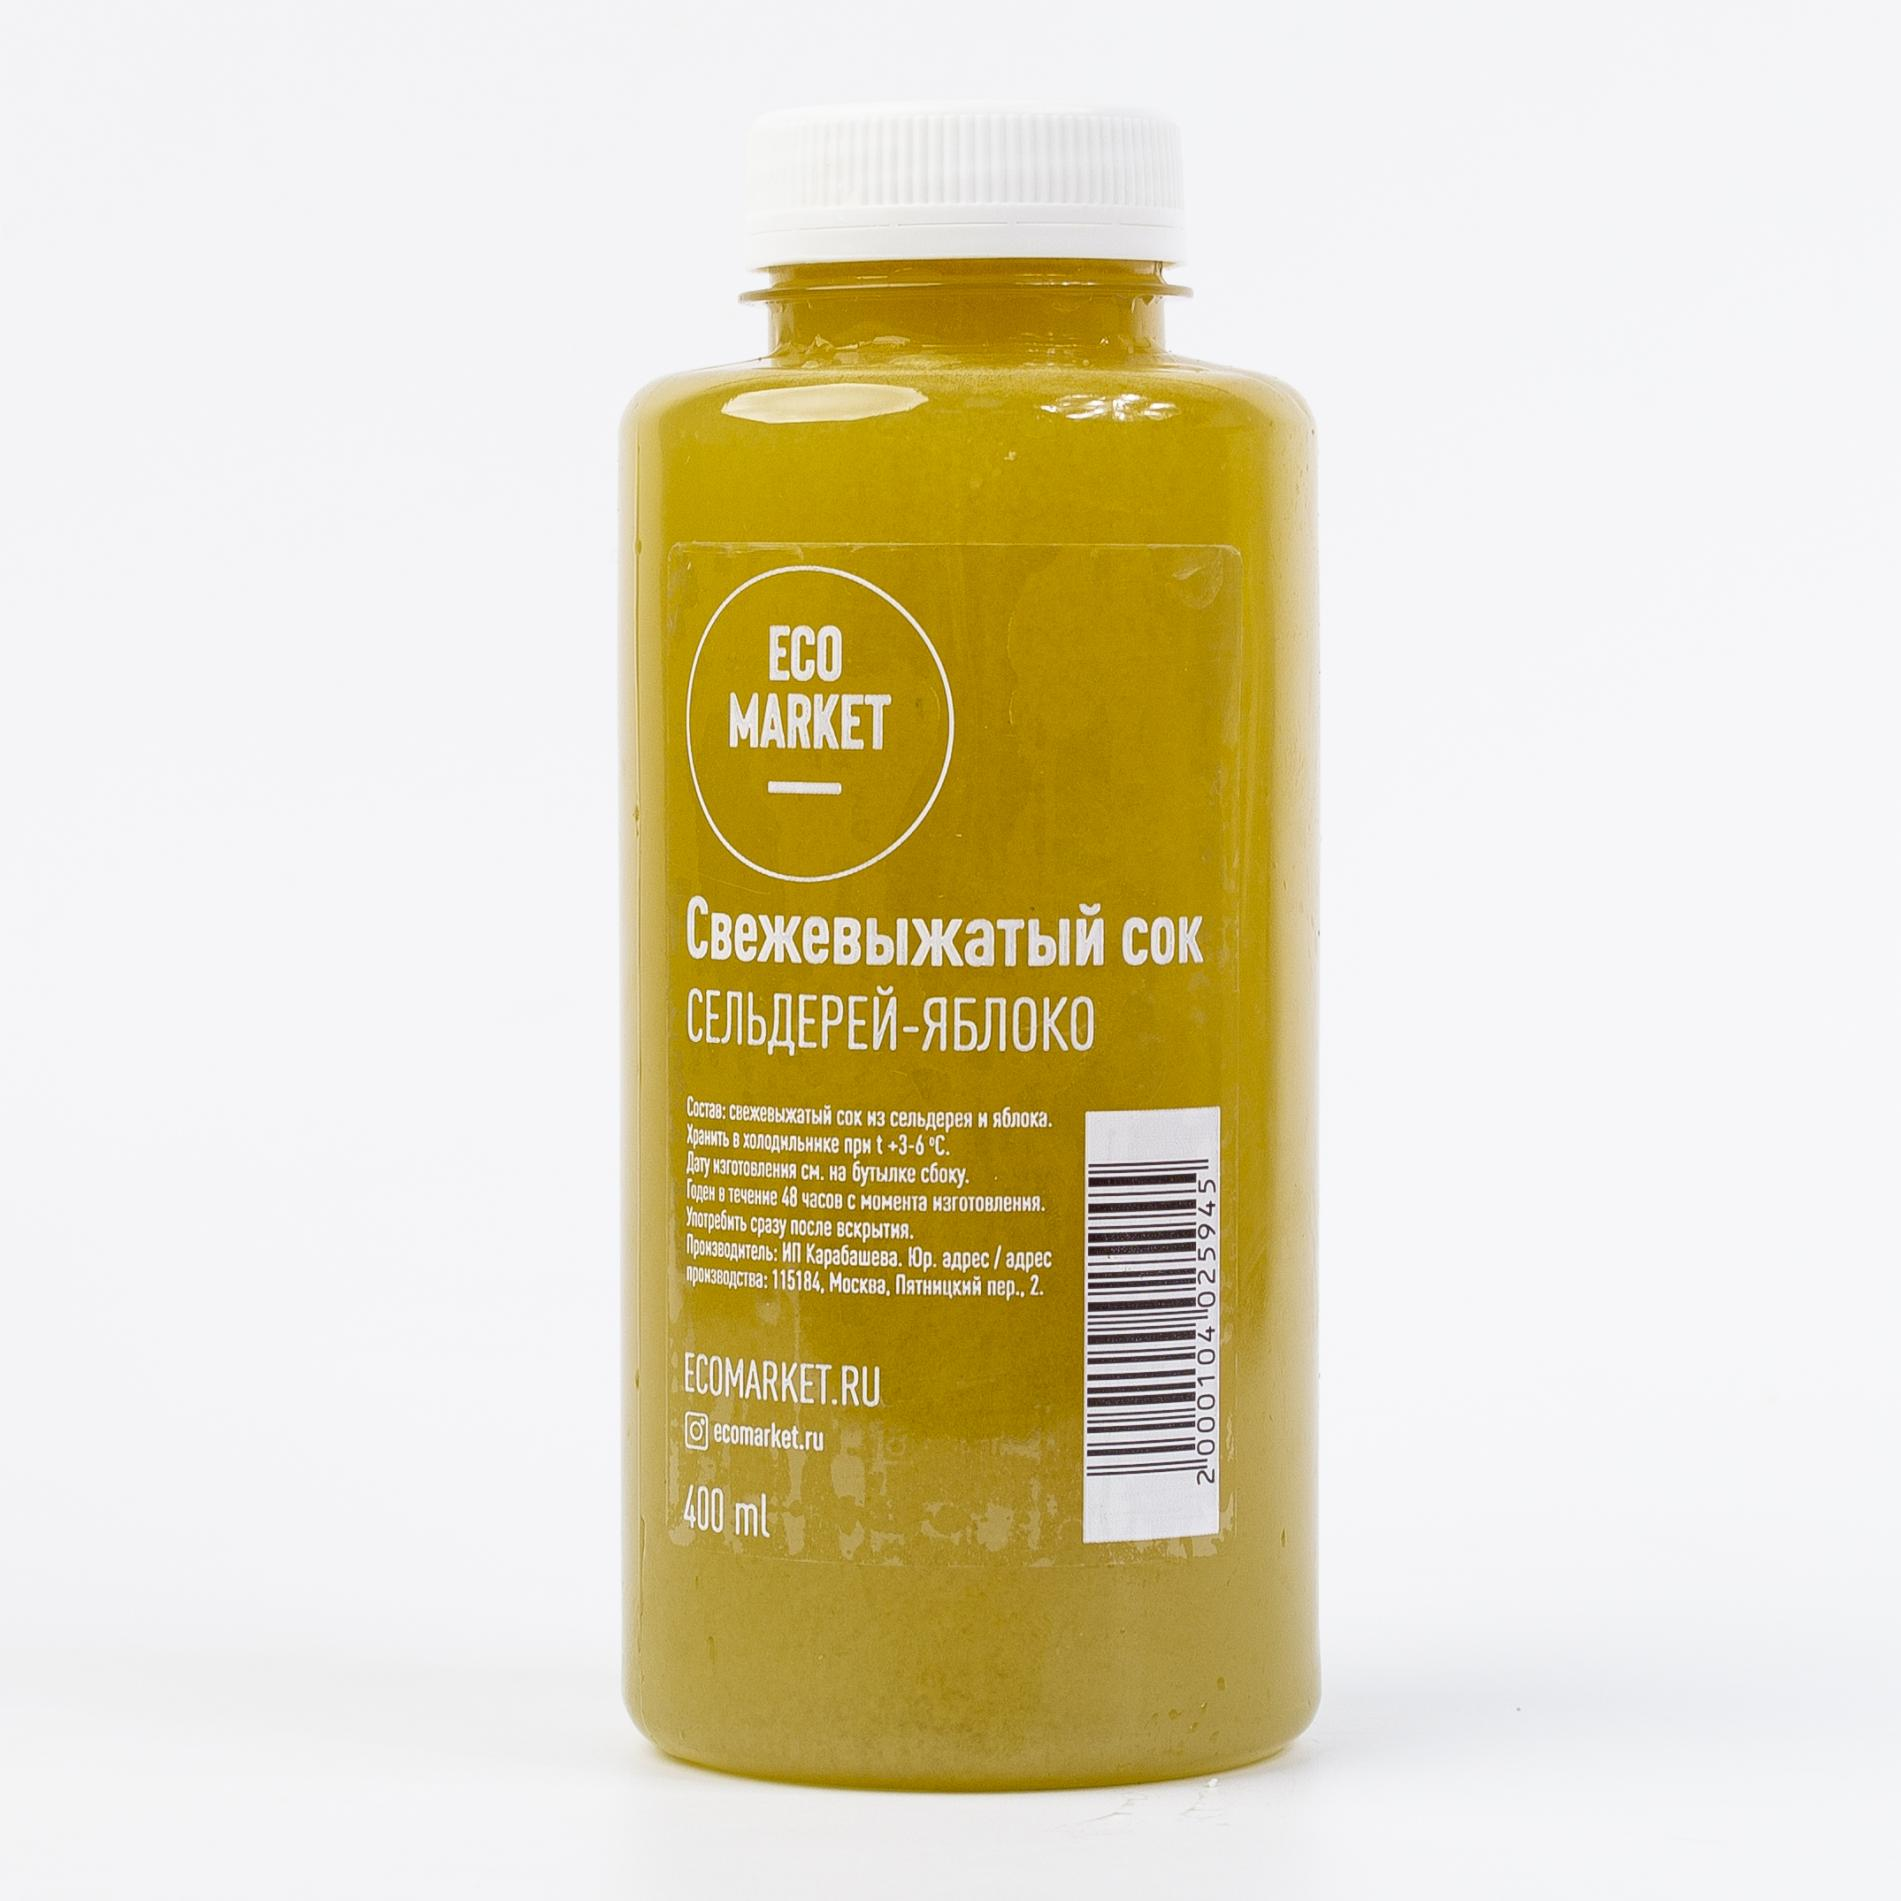 ECO
MARKET
Свежевыжатый сок
СЕЛЬДЕРЕЙ-ЯБЛОКО
Состав: свежевыжатый сок из сельдерея и яблока.
Хранить в холодильнике при t +3-6 °C.
Дату изготовления см. на бутылке сбоку.
Годен в течение 48 часов с момента изготовления.
Употребить сразу после вскрытия.
Производитель: ИП Карабашева. Юр. адрес / адрес
производства: 115184, Москва, Пятницкий пер., 2.
ECOMARKET.RU
ecomarket.ru
400 ml
2000104025945